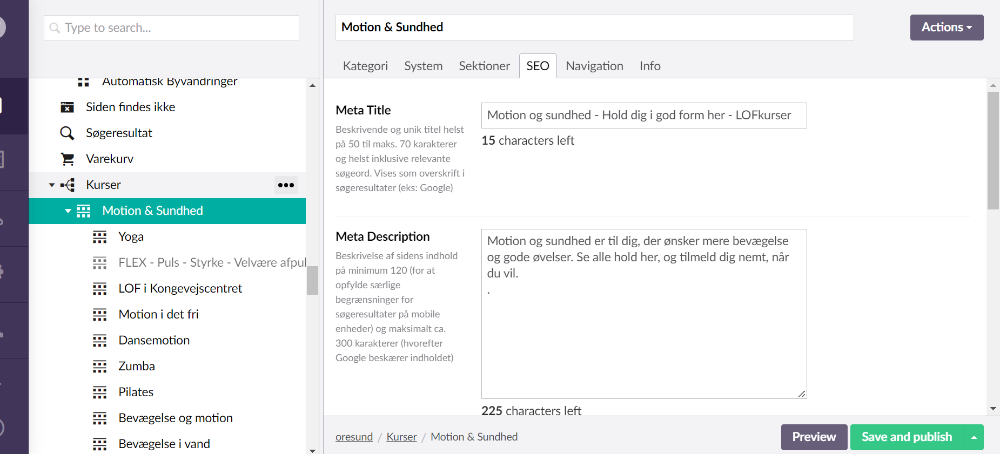 Type to search...
Automatisk Byvandringer
Siden findes ikke
Søgeresultat
Varekurv
Kurser
Motion & Sundhed
Yoga
FLEX - Puls - Styrke - Velvære afpul
LOF i Kongevejscentret
Motion i det fri
Dansemotion
Zumba
Pilates
Bevægelse og motion
Bevægelse i vand
Motion & Sundhed
Actions
Kategori System Sektioner SEO Navigation Info
Meta Title
Beskrivende og unik titel helst
på 50 til maks. 70 karakterer
og helst inklusive relevante
søgeord. Vises som overskrift i
søgeresultater (eks: Google)
Motion og sundhed - Hold dig i god form her - LOFkurser
15 characters left
Meta Description
Beskrivelse af sidens indhold
på minimum 120 (for at
opfylde særlige
begrænsninger for
søgeresultater på mobile
enheder) og maksimalt ca.
300 karakterer (hvorefter
Google beskærer indholdet)
Motion og sundhed er til dig, der ønsker mere bevægelse
og gode øvelser. Se alle hold her, og tilmeld dig nemt, når
du vil.
.
225 characters left
oresund / Kurser / Motion & Sundhed
Preview
Save and publish